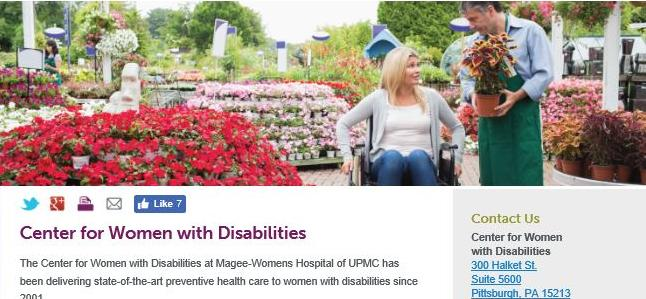 Like 7
Center for Women with Disabilities
The Center for Women with Disabilities at Magee-Womens Hospital of UPMC has
been delivering state-of-the-art preventive health care to women with disabilities since
2001
Contact Us
Center for Women
with Disabilities
300 Halket St.
Suite 5600
Pittsburgh, PA 15213